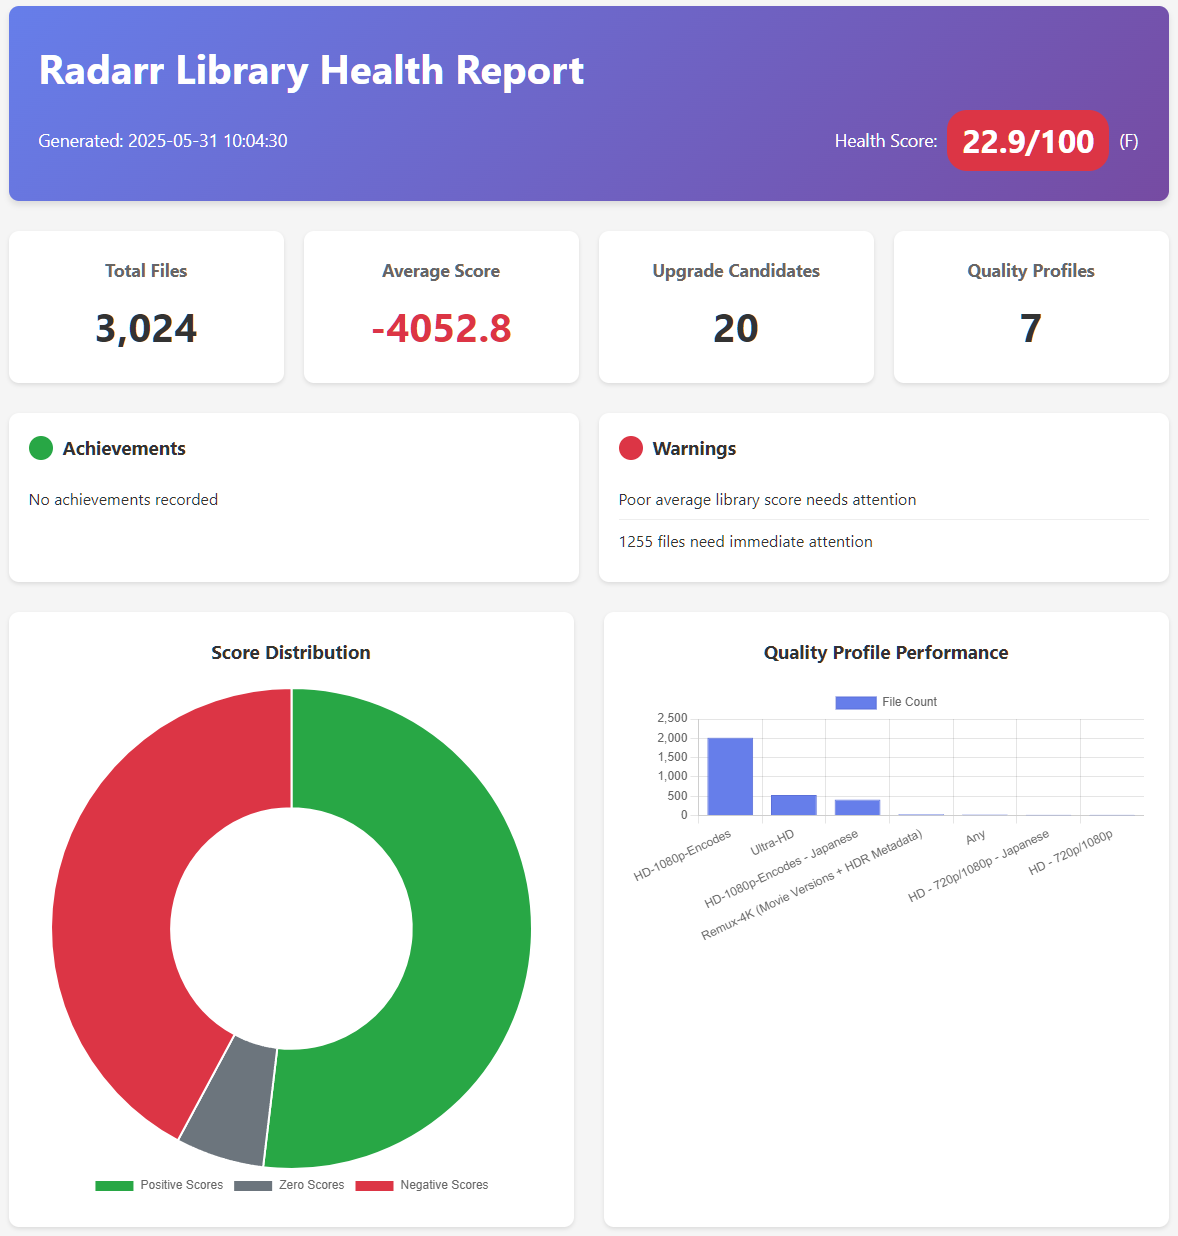 Radarr Library Health Report
Generated: 2025-05-31 10:04:30
Health Score: 22.9/100 (F)
Total Files
3,024
Average Score
-4052.8
Upgrade Candidates
20
Quality Profiles
7
Achievements
No achievements recorded
Warnings
Poor average library score needs attention
1255 files need immediate attention
Score Distribution
Positive Scores
Zero Scores
Negative Scores
Quality Profile Performance
File Count
2,500
2,000
1,500
1,000
500
0
HD-1080p-Encodes
Ultra-HD
HD-1080p-Encodes - Japanese
Remux-4K (Movie Versions + HDR Metadata)
Any
HD - 720p/1080p - Japanese
HD - 720p/1080p